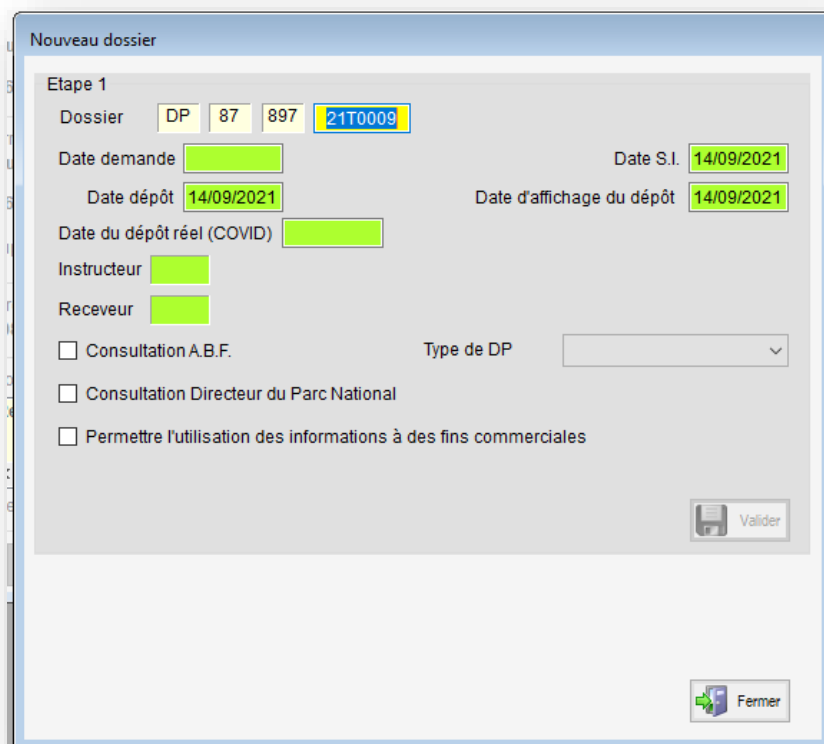 Nouveau dossier
Etape 1
Dossier DP 87 897 21T0009
Date demande Date S.I. 14/09/2021
Date dépôt 14/09/2021 Date d'affichage du dépôt 14/09/2021
Date du dépôt réel (COVID)
Instructeur
Receveur
Consultation A.B.F. Type de DP
Consultation Directeur du Parc National
Permettre l'utilisation des informations à des fins commerciales
Valider
Fermer